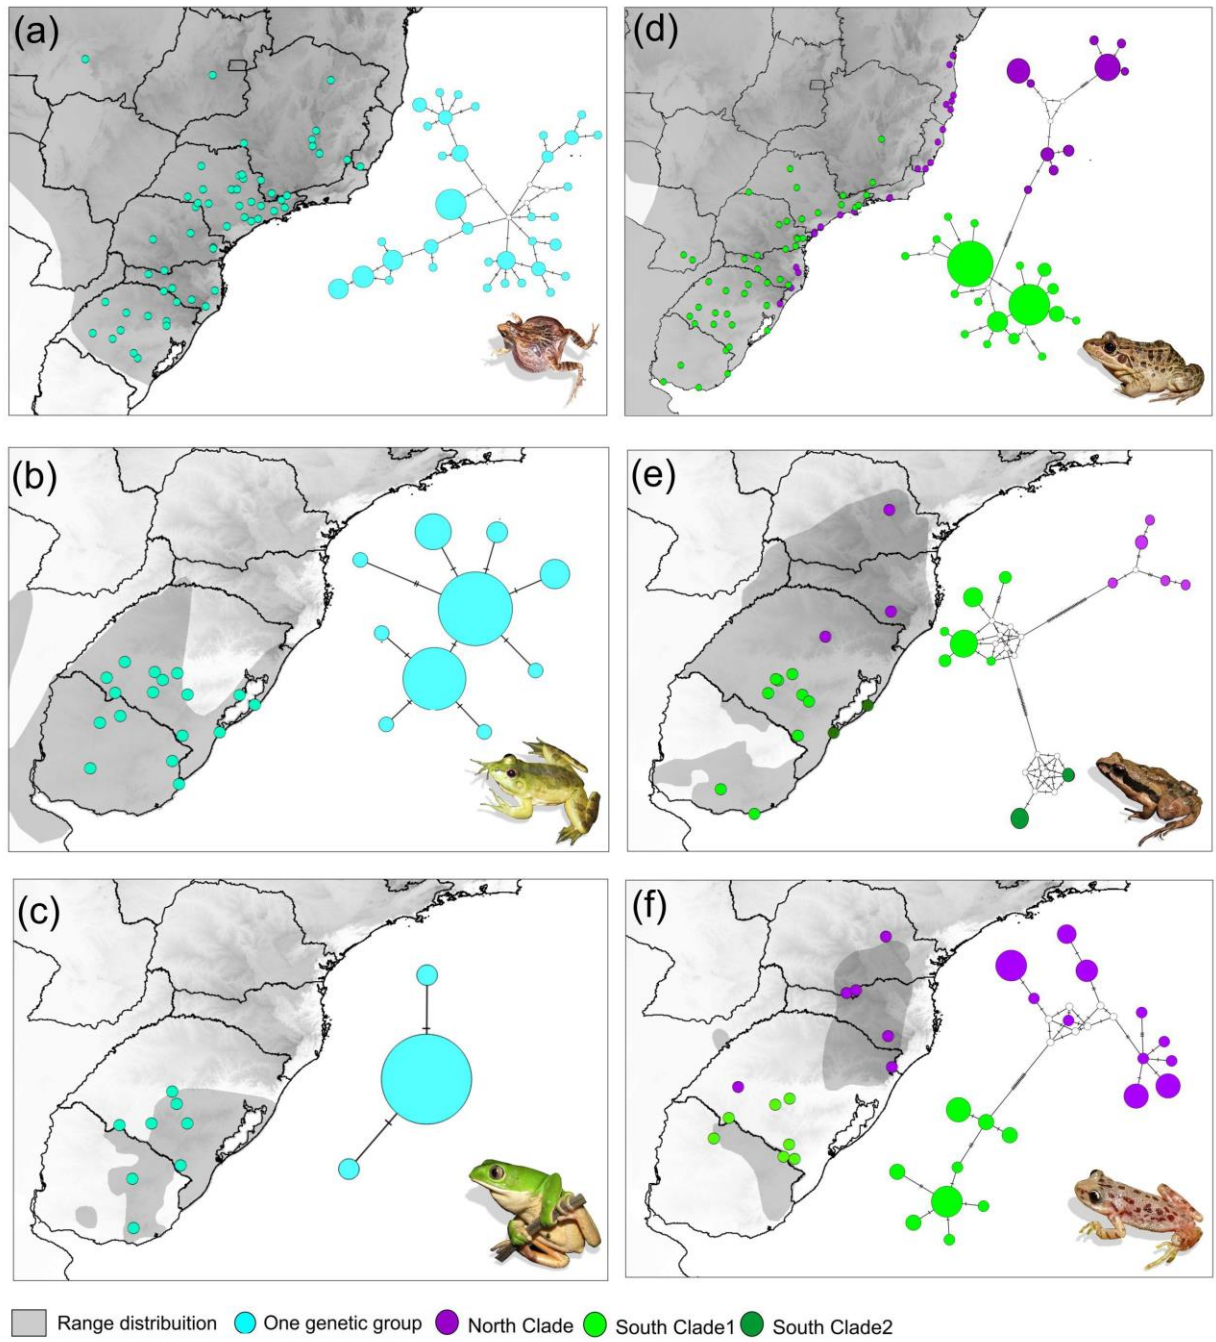 (a)
(d)
(b)
(e)
(c)
(f)
Range distribuition One genetic group North Clade South Clade1 South Clade2